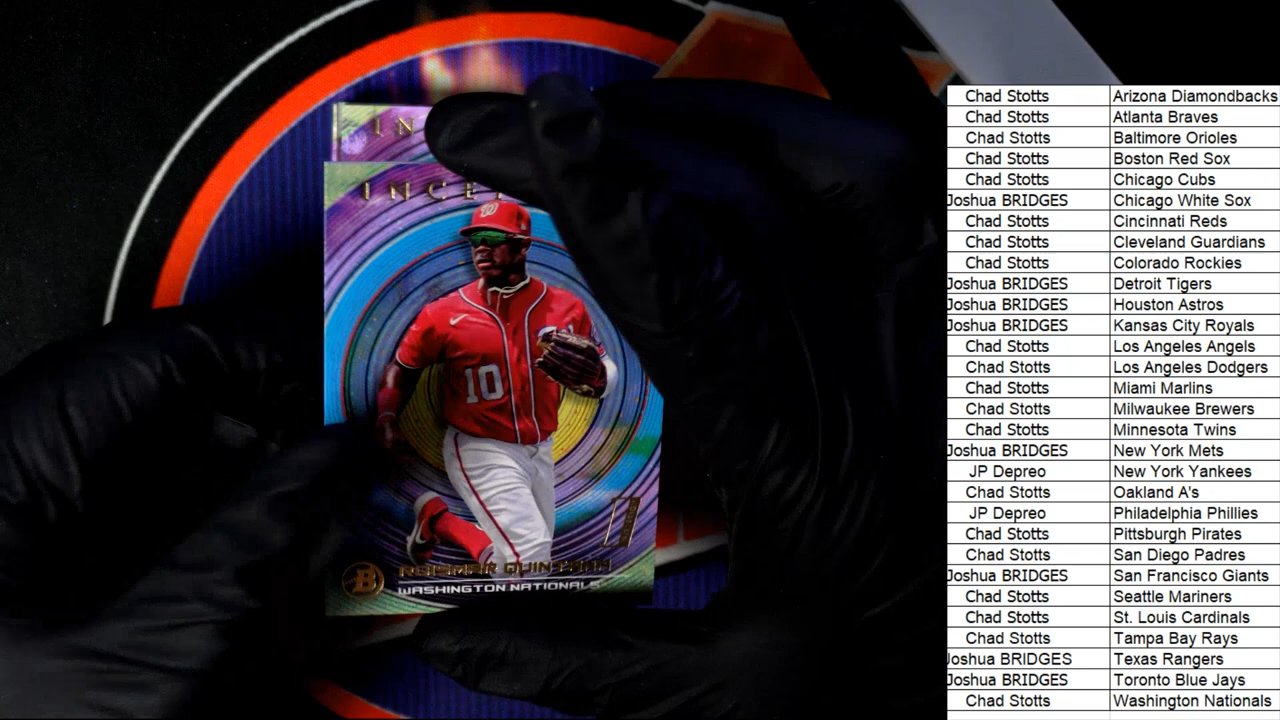 IN
INCE
W
10
REISMAR QUINTANA
WASHINGTON NATIONALS
B
Chad Stotts Arizona Diamondbacks
Chad Stotts Atlanta Braves
Chad Stotts Baltimore Orioles
Chad Stotts Boston Red Sox
Chad Stotts Chicago Cubs
Joshua BRIDGES Chicago White Sox
Chad Stotts Cincinnati Reds
Chad Stotts Cleveland Guardians
Chad Stotts Colorado Rockies
Joshua BRIDGES Detroit Tigers
Joshua BRIDGES Houston Astros
Joshua BRIDGES Kansas City Royals
Chad Stotts Los Angeles Angels
Chad Stotts Los Angeles Dodgers
Chad Stotts Miami Marlins
Chad Stotts Milwaukee Brewers
Chad Stotts Minnesota Twins
Joshua BRIDGES New York Mets
JP Depreo New York Yankees
Chad Stotts Oakland A's
JP Depreo Philadelphia Phillies
Chad Stotts Pittsburgh Pirates
Chad Stotts San Diego Padres
Joshua BRIDGES San Francisco Giants
Chad Stotts Seattle Mariners
Chad Stotts St. Louis Cardinals
Chad Stotts Tampa Bay Rays
Joshua BRIDGES Texas Rangers
Joshua BRIDGES Toronto Blue Jays
Chad Stotts Washington Nationals